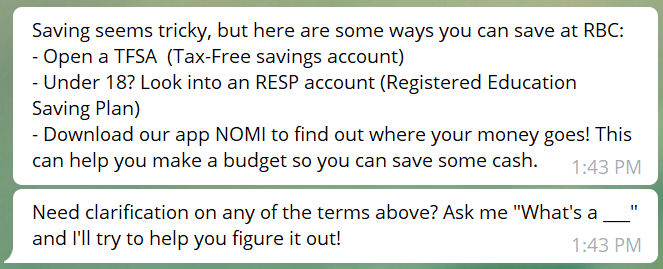 Saving seems tricky, but here are some ways you can save at RBC:
- Open a TFSA  (Tax-Free savings account)
- Under 18? Look into an RESP account (Registered Education
Saving Plan)
- Download our app NOMI to find out where your money goes! This
can help you make a budget so you can save some cash.
1:43 PM
Need clarification on any of the terms above? Ask me "What's a ___"
and I'll try to help you figure it out!
1:43 PM